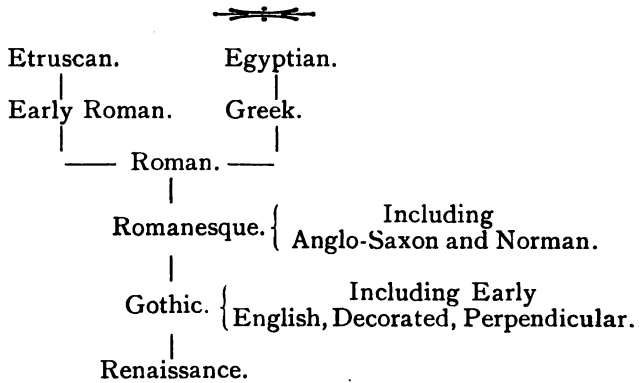 Etruscan. Egyptian.
Early Roman. Greek.
Roman.
Including
Romanesque. Anglo-Saxon and Norman.
Including Early
Gothic. English, Decorated, Perpendicular.
Renaissance.